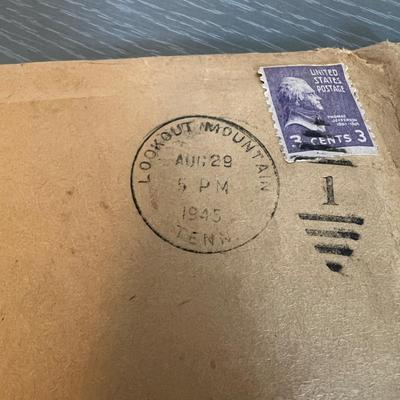 UNITED
STATES
POSTAGE
THOMAS
JEFFERSON
3 CENTS 3
LOOKOUT MOUNTAIN
AUG 29
5 PM
1945
TENN.
1